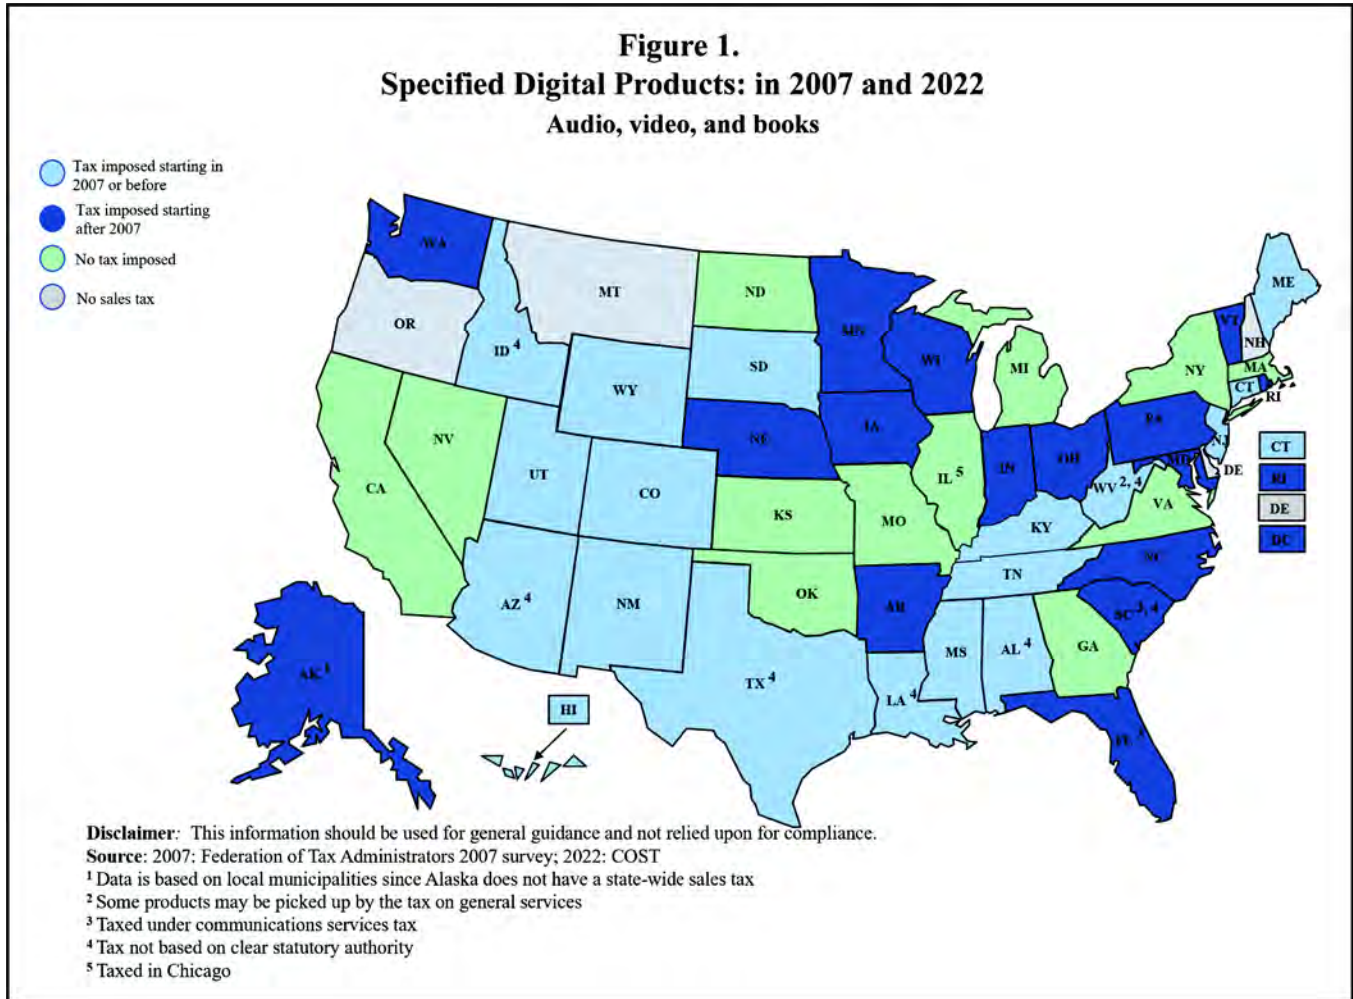 Figure 1.
Specified Digital Products: in 2007 and 2022
Audio, video, and books
Tax imposed starting in
2007 or before
Tax imposed starting
after 2007
No tax imposed
No sales tax
WA
MT
ND
MN
ME
OR
ID 4
SD
WI
MI
VT
NH
NY
MA
CT
RI
WY
NE
IA
PA
NJ
NV
UT
CO
IL 5
IN
OH
MD
DE
CT
RI
DE
DC
CA
KS
MO
WV 2, 4
VA
KY
NC
TN
AZ 4
NM
OK
AR
SC 3, 4
MS
AL 4
GA
AK 1
TX 4
LA 4
HI
FL
Disclaimer: This information should be used for general guidance and not relied upon for compliance.
Source: 2007: Federation of Tax Administrators 2007 survey; 2022: COST
1 Data is based on local municipalities since Alaska does not have a state-wide sales tax
2 Some products may be picked up by the tax on general services
3 Taxed under communications services tax
4 Tax not based on clear statutory authority
5 Taxed in Chicago